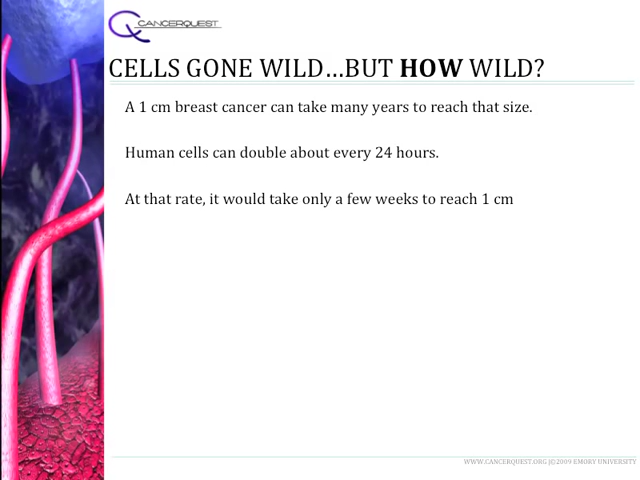 CANCERQUEST
CELLS GONE WILD...BUT HOW WILD?
A 1 cm breast cancer can take many years to reach that size.
Human cells can double about every 24 hours.
At that rate, it would take only a few weeks to reach 1 cm
WWW.CANCERQUEST.ORG |©2009 EMORY UNIVERSITY